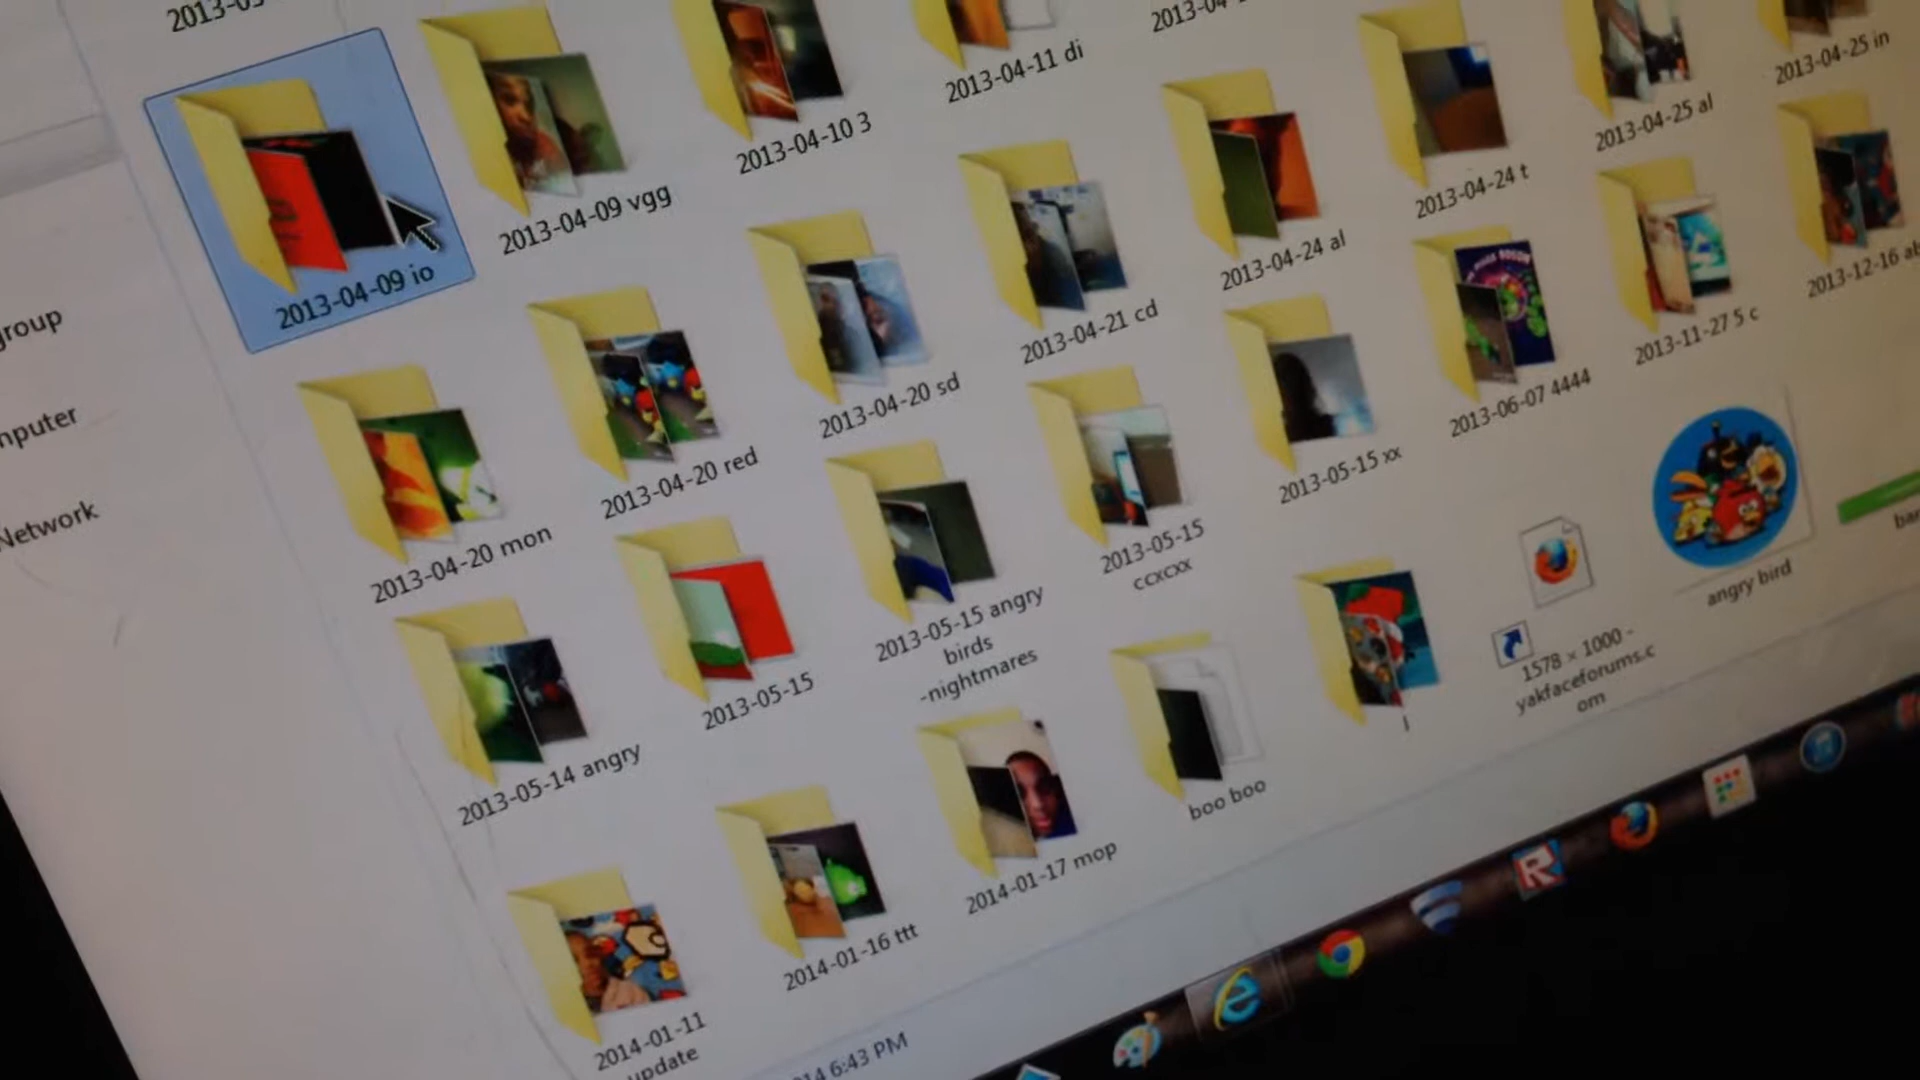 2013-04-11 di
2013-04-25 in
2013-04-10 3
2013-04-25 al
2013-04-09 vgg
2013-04-24 t
2013-04-09 io
2013-04-24 al
2013-12-16
group
2013-04-21 cd
2013-11-27 5 c
2013-04-20 sd
2013-06-07 4444
2013-04-20 red
2013-05-15 xx
2013-04-20 mon
2013-05-15
ccxcxx
angry bird
Network
2013-05-15 angry
birds
-nightmares
1578 × 1000 -
yakfaceforums.c
om
2013-05-15
l
2013-05-14 angry
boo boo
2014-01-17 mop
2014-01-16 ttt
2014-01-11
update
6:43 PM